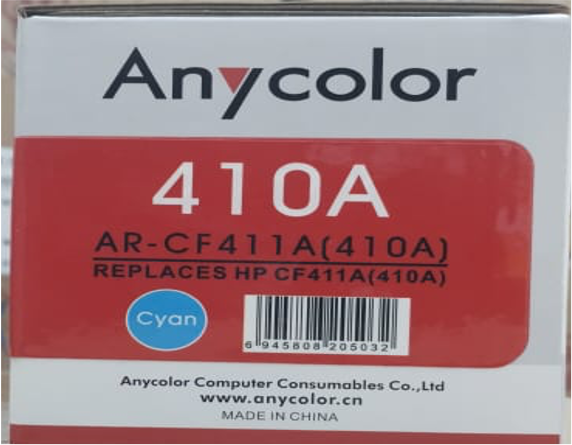 Anycolor
410A
AR-CF411A(410A)
REPLACES HP CF411A(410A)
Cyan
6 945808 205032
Anycolor Computer Consumables Co.,Ltd
www.anycolor.cn
MADE IN CHINA